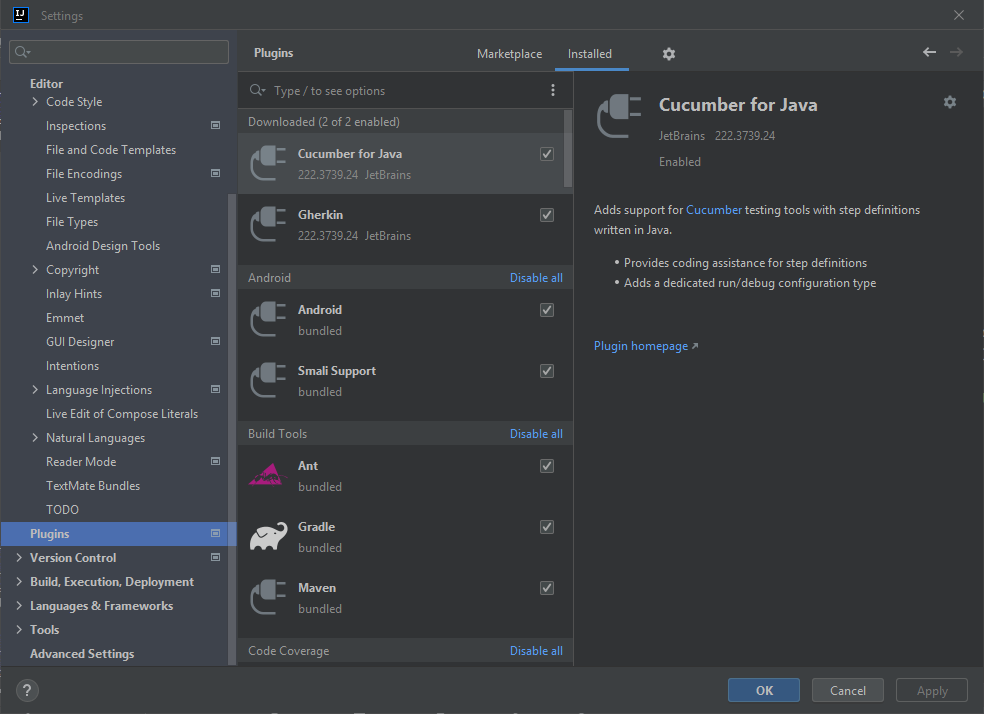 IJ
Settings
Editor
Code Style
Inspections
File and Code Templates
File Encodings
Live Templates
File Types
Android Design Tools
Copyright
Inlay Hints
Emmet
GUI Designer
Intentions
Language Injections
Live Edit of Compose Literals
Natural Languages
Reader Mode
TextMate Bundles
TODO
Plugins
Version Control
Build, Execution, Deployment
Languages & Frameworks
Tools
Advanced Settings
?
Plugins
Marketplace
Installed
Type / to see options
Downloaded (2 of 2 enabled)
Cucumber for Java
222.3739.24 JetBrains
Gherkin
222.3739.24 JetBrains
Android
Disable all
Android
bundled
Smali Support
bundled
Build Tools
Disable all
Ant
bundled
Gradle
bundled
Maven
bundled
Code Coverage
Disable all
Cucumber for Java
JetBrains 222.3739.24
Enabled
Adds support for Cucumber testing tools with step definitions
written in Java.
• Provides coding assistance for step definitions
• Adds a dedicated run/debug configuration type
Plugin homepage ↗
OK
Cancel
Apply